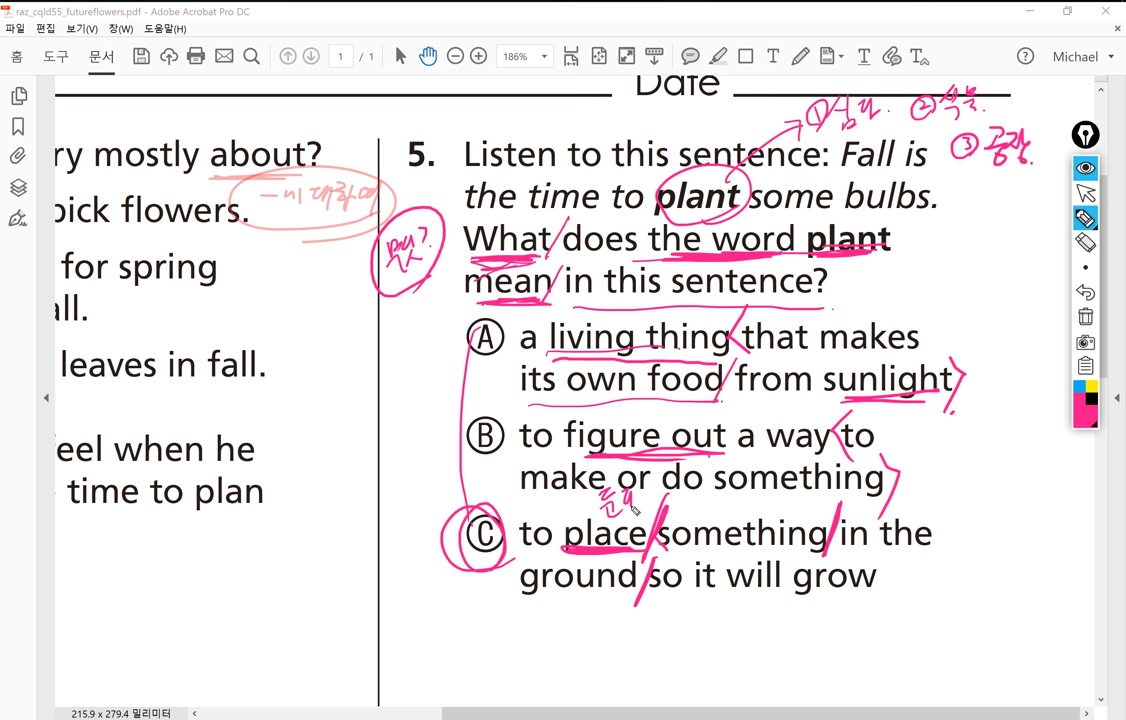 raz_cqld55_futureflowers.pdf - Adobe Acrobat Pro DC
파일 편집 보기(V) 창(W) 도움말(H)
홈 도구 문서 1 / 1 186% Michael
Date
①심다. ②식물.
③ 공장.
ry mostly about?
~에 대하여
pick flowers.
for spring
all.
leaves in fall.
eel when he
time to plan
5. Listen to this sentence: Fall is
the time to plant some bulbs.
What does the word plant
mean in this sentence?
무엇?
Ⓐ a living thing that makes
its own food from sunlight
Ⓑ to figure out a way to
make or do something
Ⓒ to place something in the
ground so it will grow
215.9 x 279.4 밀리미터